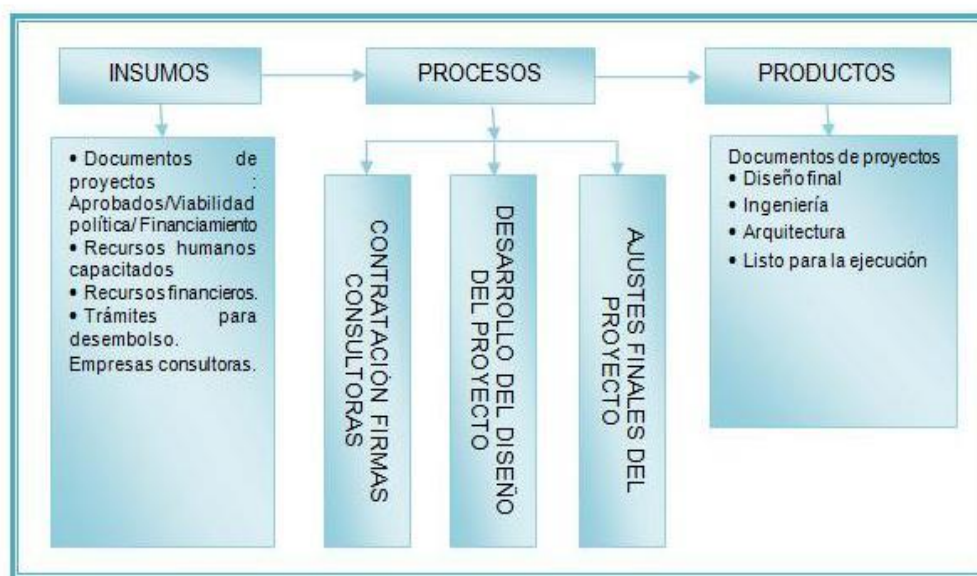 INSUMOS
PROCESOS
PRODUCTOS
• Documentos de
proyectos :
Aprobados/Viabilidad
política/ Financiamiento
• Recursos humanos
capacitados
• Recursos financieros.
• Trámites para
desembolso.
Empresas consultoras.
CONTRATACIÓN FIRMAS
CONSULTORAS
DESARROLLO DEL DISEÑO
DEL PROYECTO
AJUSTES FINALES DEL
PROYECTO
Documentos de proyectos
• Diseño final
• Ingeniería
• Arquitectura
• Listo para la ejecución